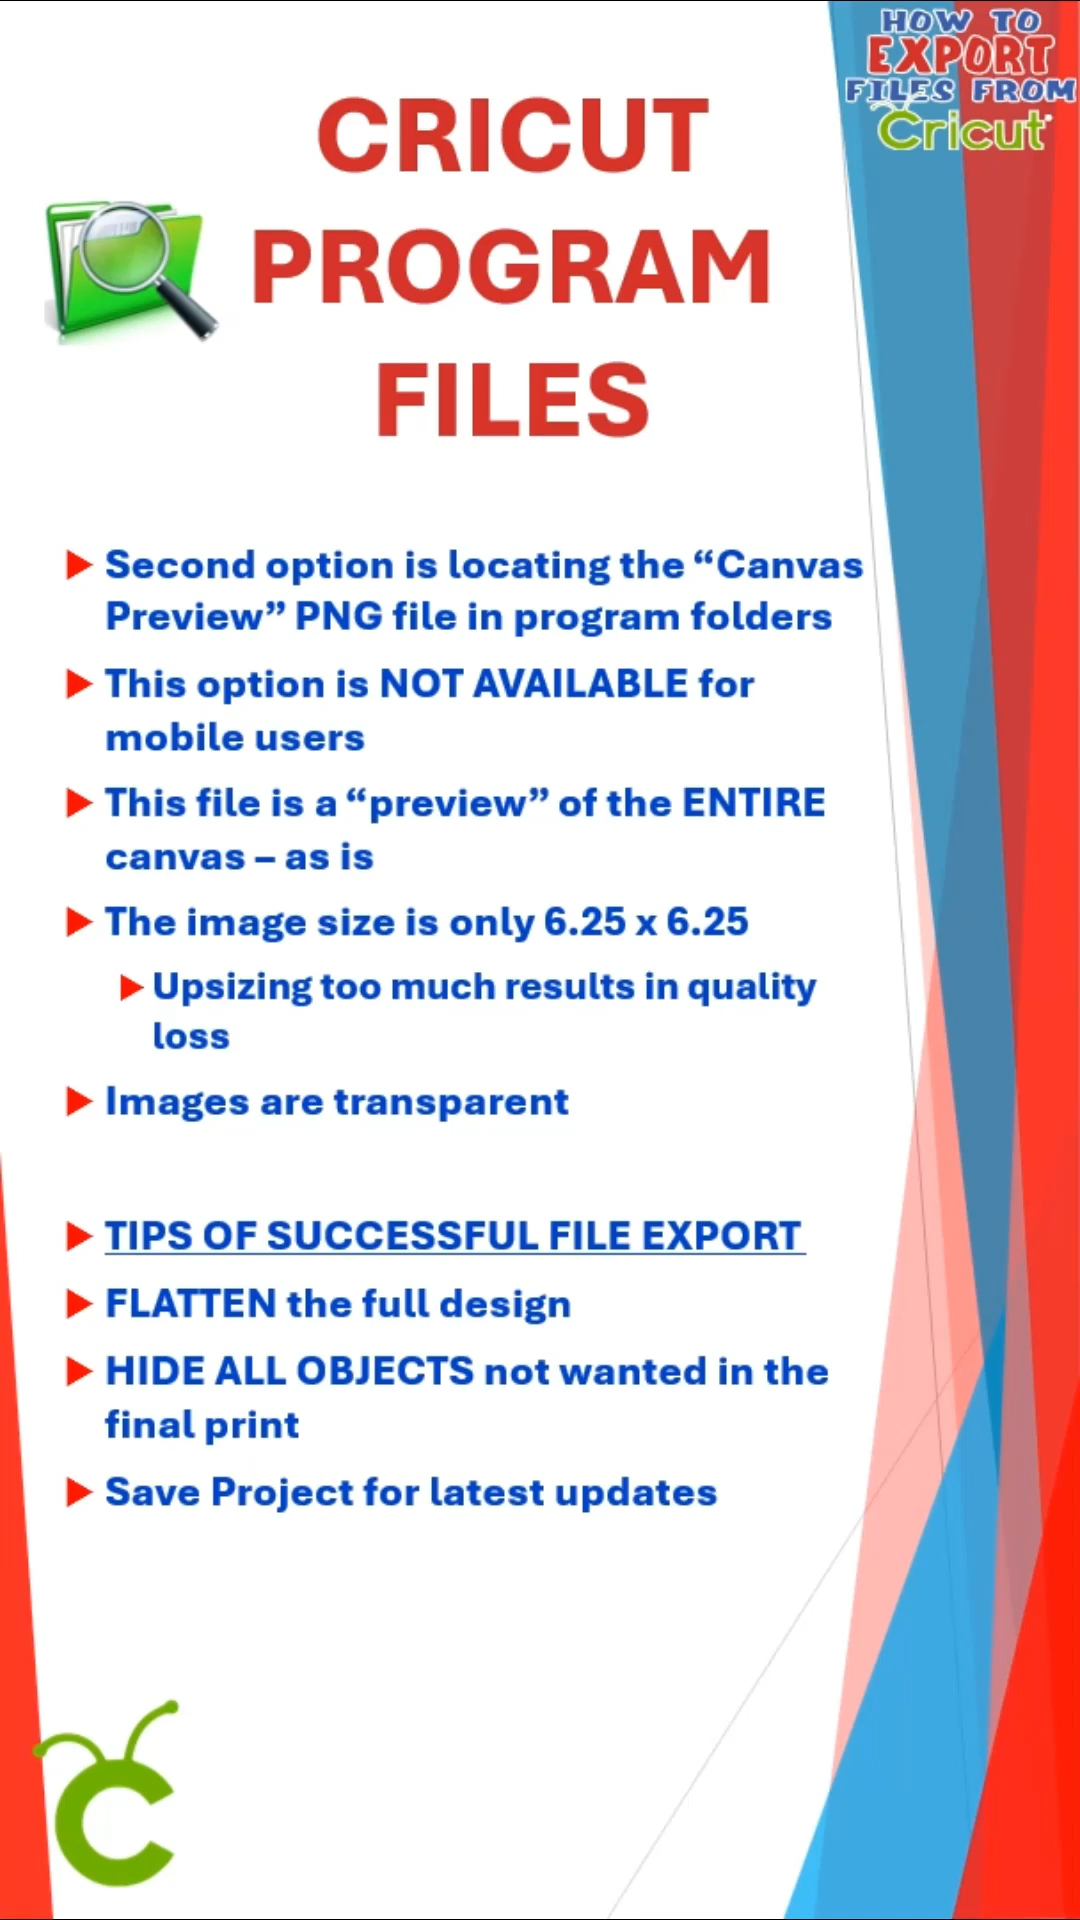 HOW TO
EXPORT
FILES FROM
Cricut
CRICUT
PROGRAM
FILES
Second option is locating the “Canvas
Preview” PNG file in program folders
This option is NOT AVAILABLE for
mobile users
This file is a “preview” of the ENTIRE
canvas – as is
The image size is only 6.25 x 6.25
Upsizing too much results in quality
loss
Images are transparent
TIPS OF SUCCESSFUL FILE EXPORT
FLATTEN the full design
HIDE ALL OBJECTS not wanted in the
final print
Save Project for latest updates
C